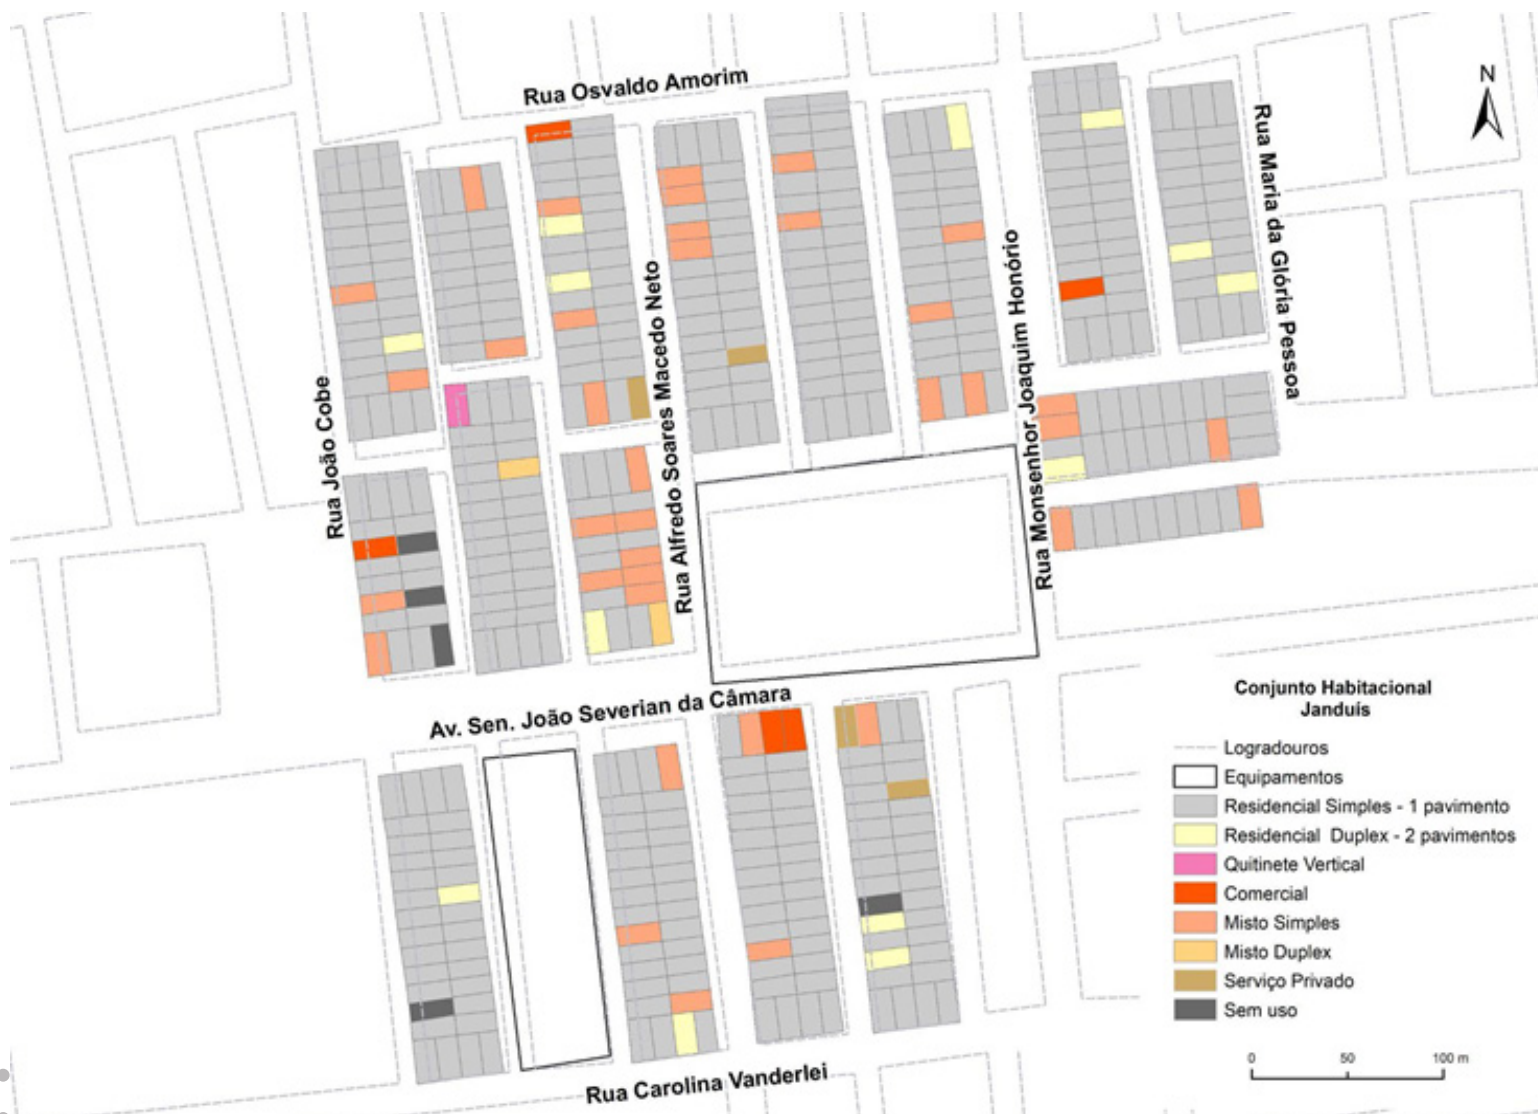 Rua Osvaldo Amorim
N
Rua Maria da Glória Pessoa
Rua Monsenhor Joaquim Honório
Rua Alfredo Soares Macedo Neto
Rua João Cobe
Av. Sen. João Severian da Câmara
Rua Carolina Vanderlei
Conjunto Habitacional
Janduís
Logradouros
Equipamentos
Residencial Simples - 1 pavimento
Residencial Duplex - 2 pavimentos
Quitinete Vertical
Comercial
Misto Simples
Misto Duplex
Serviço Privado
Sem uso
0 50 100 m